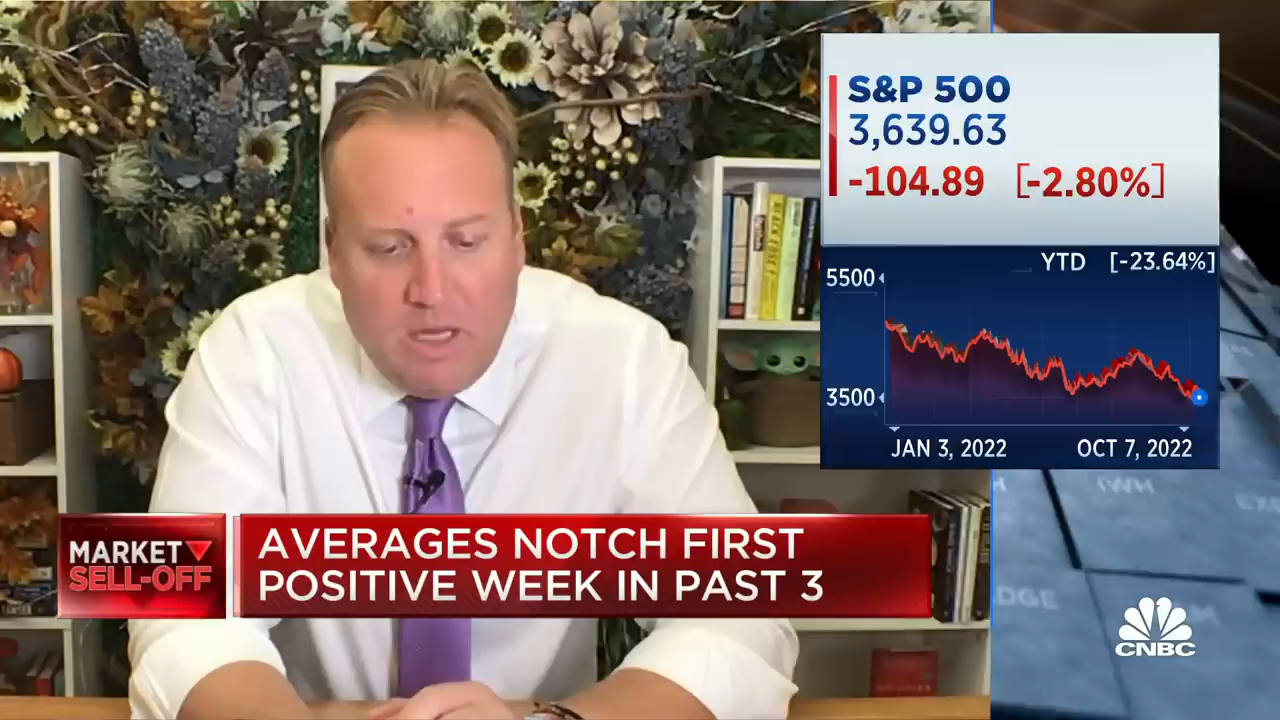 S&P 500
3,639.63
-104.89 [-2.80%]
YTD [-23.64%]
5500
3500
JAN 3, 2022 OCT 7, 2022
MARKET
SELL-OFF
AVERAGES NOTCH FIRST
POSITIVE WEEK IN PAST 3
CNBC